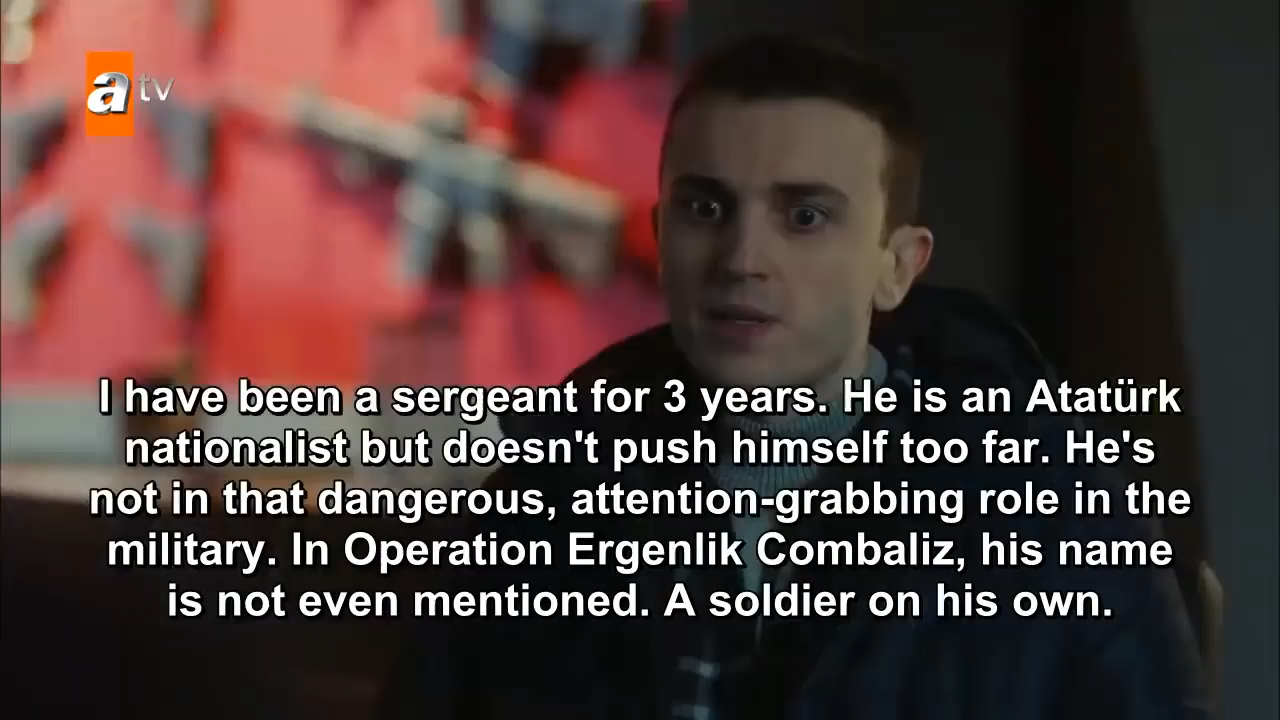 atv
I have been a sergeant for 3 years. He is an Atatürk
nationalist but doesn't push himself too far. He's
not in that dangerous, attention-grabbing role in the
military. In Operation Ergenlik Combaliz, his name
is not even mentioned. A soldier on his own.